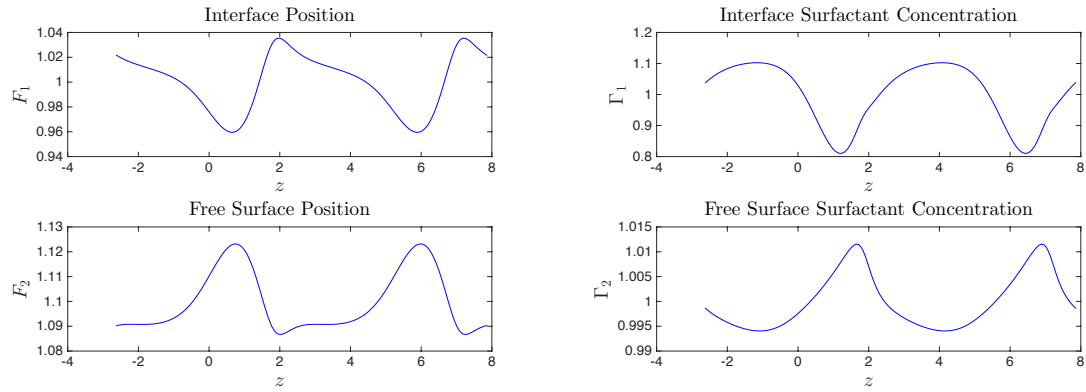 Interface Position
1.04
1.02
1
0.98
0.96
0.94
F1
-4 -2 0 2 4 6 8
z
Interface Surfactant Concentration
1.2
1.1
1
0.9
0.8
Γ1
-4 -2 0 2 4 6 8
z
Free Surface Position
1.13
1.12
1.11
1.1
1.09
1.08
F2
-4 -2 0 2 4 6 8
z
Free Surface Surfactant Concentration
1.015
1.01
1.005
1
0.995
0.99
Γ2
-4 -2 0 2 4 6 8
z